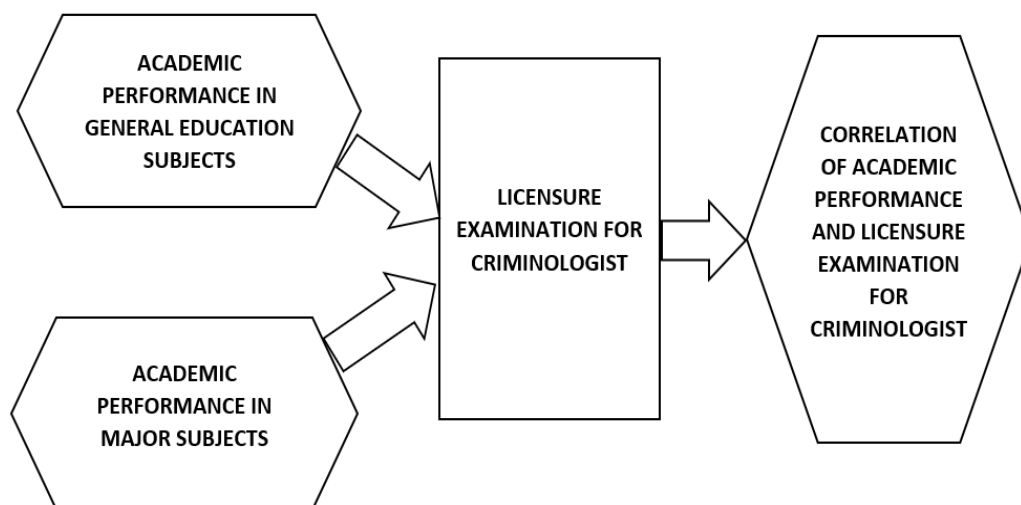 ACADEMIC
PERFORMANCE IN
GENERAL EDUCATION
SUBJECTS
ACADEMIC
PERFORMANCE IN
MAJOR SUBJECTS
LICENSURE
EXAMINATION FOR
CRIMINOLOGIST
CORRELATION
OF ACADEMIC
PERFORMANCE
AND LICENSURE
EXAMINATION
FOR
CRIMINOLOGIST